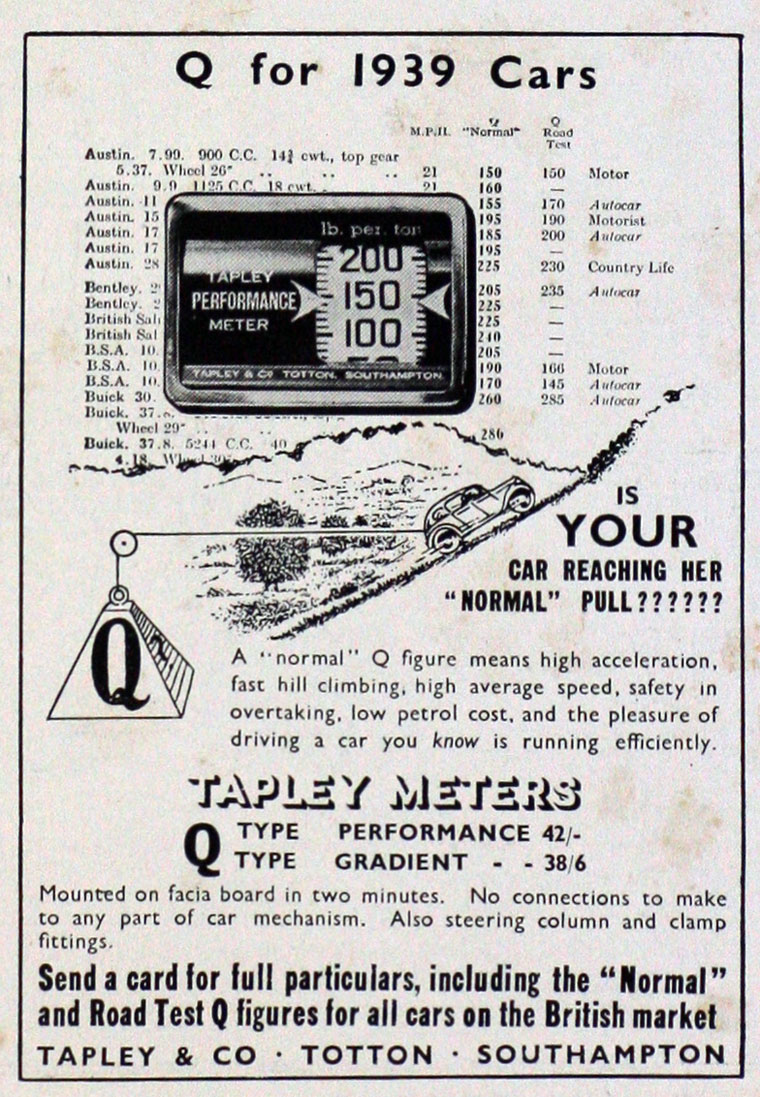 Q for 1939 Cars
M.P.H. "Normal" Q Road Test
Q
Austin. 7.99. 900 C.C. 14¾ cwt., top gear
5.37. Wheel 26" .. .. .. 21 150 150 Motor
Austin. 9.9 1125 C.C. 18 cwt. . 21 160 —
Austin. 11 155 170 Autocar
Austin. 15 195 190 Motorist
Austin. 17 185 200 Autocar
Austin. 17 195 —
Austin. 28 225 230 Country Life
Bentley. 205 235 Autocar
Bentley. 225 —
British 225 —
British 240 —
B.S.A. 10. 205 —
B.S.A. 10. 190 166 Motor
B.S.A. 10. 170 145 Autocar
Buick 30. 260 285 Autocar
Buick. 37.8.
Wheel 29" .. 286
Buick. 37.8. 5244 C.C. 40
4.18. Wheel 30"
lb. per. ton
TAPLEY
PERFORMANCE
METER
200
150
100
TAPLEY & Co TOTTON, SOUTHAMPTON
IS
YOUR
CAR REACHING HER
"NORMAL" PULL??????
Q
A "normal" Q figure means high acceleration,
fast hill climbing, high average speed, safety in
overtaking, low petrol cost, and the pleasure of
driving a car you know is running efficiently.
TAPLEY METERS
Q TYPE PERFORMANCE 42/-
TYPE GRADIENT - - 38/6
Mounted on facia board in two minutes. No connections to make
to any part of car mechanism. Also steering column and clamp
fittings.
Send a card for full particulars, including the "Normal"
and Road Test Q figures for all cars on the British market
TAPLEY & CO · TOTTON · SOUTHAMPTON